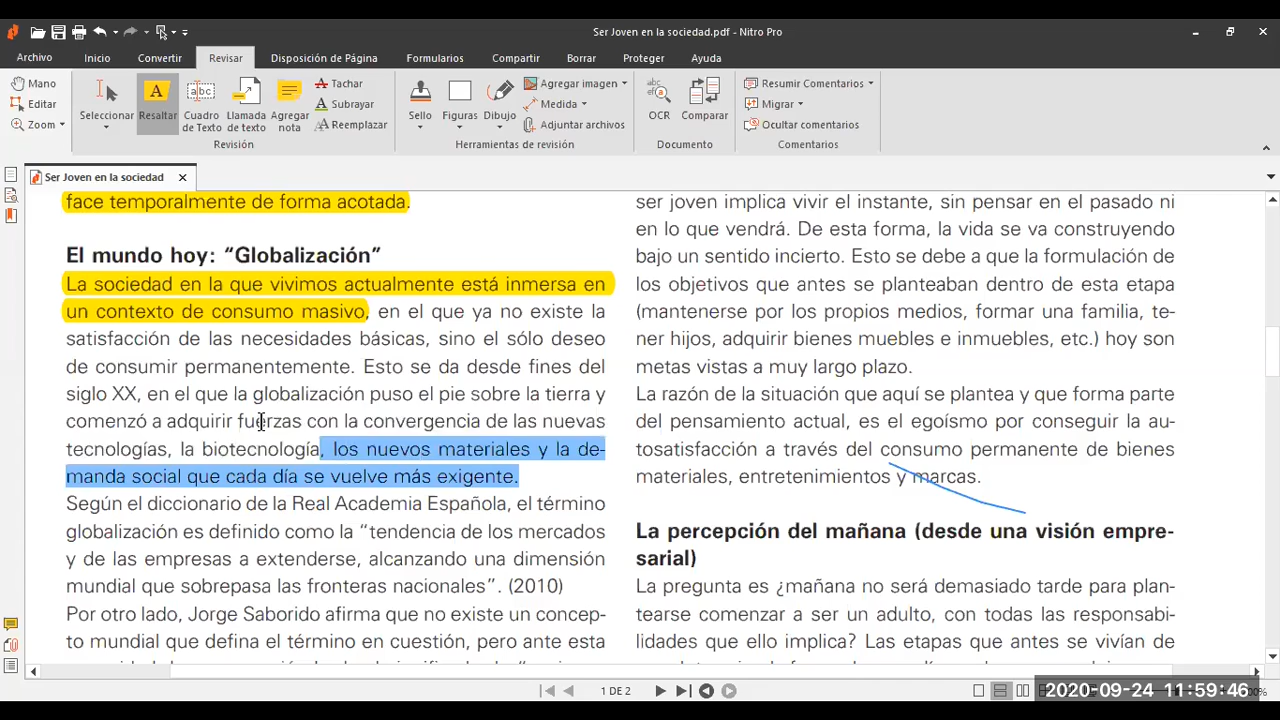 Ser Joven en la sociedad.pdf - Nitro Pro
Archivo Inicio Convertir Revisar Disposición de Página Formularios Compartir Borrar Proteger Ayuda
Mano
Editar
Zoom
Seleccionar
Resaltar
Cuadro de Texto
Llamada de texto
Agregar nota
Tachar
Subrayar
Reemplazar
Revisión
Sello
Figuras
Dibujo
Agregar imagen
Medida
Adjuntar archivos
Herramientas de revisión
OCR
Comparar
Documento
Resumir Comentarios
Migrar
Ocultar comentarios
Comentarios
Ser Joven en la sociedad
face temporalmente de forma acotada.
El mundo hoy: “Globalización”
La sociedad en la que vivimos actualmente está inmersa en
un contexto de consumo masivo, en el que ya no existe la
satisfacción de las necesidades básicas, sino el sólo deseo
de consumir permanentemente. Esto se da desde fines del
siglo XX, en el que la globalización puso el pie sobre la tierra y
comenzó a adquirir fuerzas con la convergencia de las nuevas
tecnologías, la biotecnología, los nuevos materiales y la de-
manda social que cada día se vuelve más exigente.
Según el diccionario de la Real Academia Española, el término
globalización es definido como la “tendencia de los mercados
y de las empresas a extenderse, alcanzando una dimensión
mundial que sobrepasa las fronteras nacionales”. (2010)
Por otro lado, Jorge Saborido afirma que no existe un concep-
to mundial que defina el término en cuestión, pero ante esta
ser joven implica vivir el instante, sin pensar en el pasado ni
en lo que vendrá. De esta forma, la vida se va construyendo
bajo un sentido incierto. Esto se debe a que la formulación de
los objetivos que antes se planteaban dentro de esta etapa
(mantenerse por los propios medios, formar una familia, te-
ner hijos, adquirir bienes muebles e inmuebles, etc.) hoy son
metas vistas a muy largo plazo.
La razón de la situación que aquí se plantea y que forma parte
del pensamiento actual, es el egoísmo por conseguir la au-
tosatisfacción a través del consumo permanente de bienes
materiales, entretenimientos y marcas.
La percepción del mañana (desde una visión empre-
sarial)
La pregunta es ¿mañana no será demasiado tarde para plan-
tearse comenzar a ser un adulto, con todas las responsabi-
lidades que ello implica? Las etapas que antes se vivían de
1 DE 2
2020-09-24 11:59:46